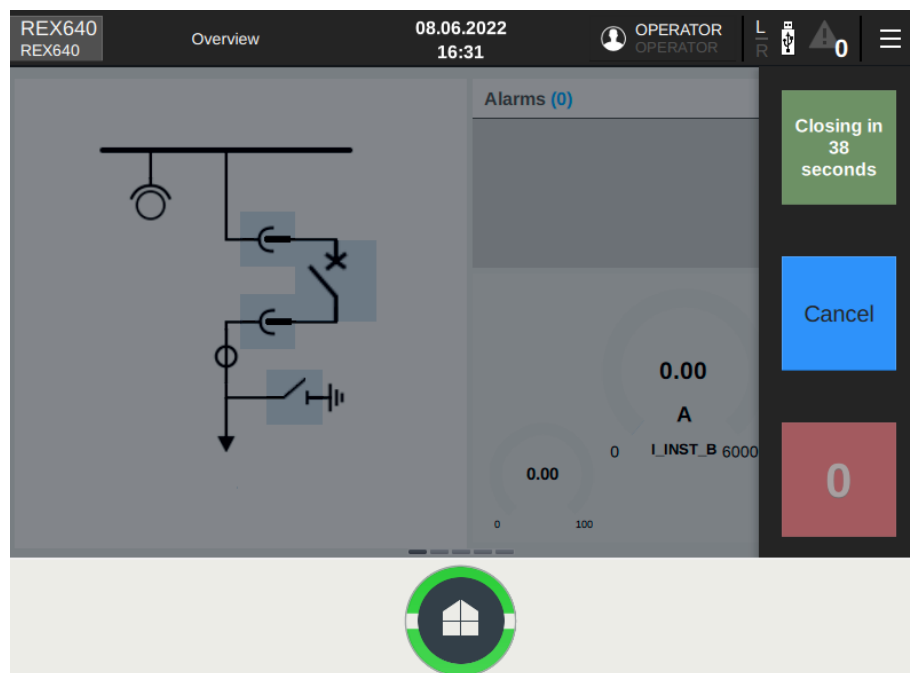 REX640
REX640
Overview
08.06.2022
16:31
OPERATOR
OPERATOR
L
R
0
Alarms (0)
Closing in
38
seconds
Cancel
0.00
A
0 I_INST_B 6000
0.00
0 100
0